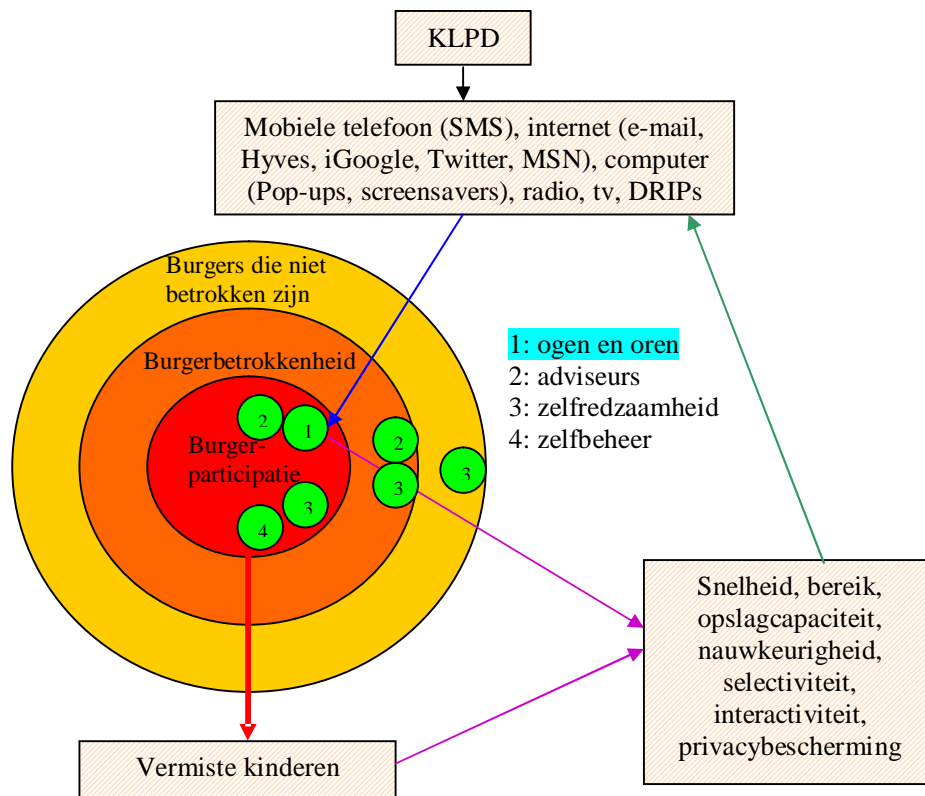 KLPD
Mobiele telefoon (SMS), internet (e-mail,
Hyves, iGoogle, Twitter, MSN), computer
(Pop-ups, screensavers), radio, tv, DRIPs
Burgers die niet
betrokken zijn
Burgerbetrokkenheid
1: ogen en oren
2: adviseurs
3: zelfredzaamheid
4: zelfbeheer
2
1
2
Burger-
participatie
3
3
3
4
Snelheid, bereik,
opslagcapaciteit,
nauwkeurigheid,
selectiviteit,
interactiviteit,
privacybescherming
Vermiste kinderen